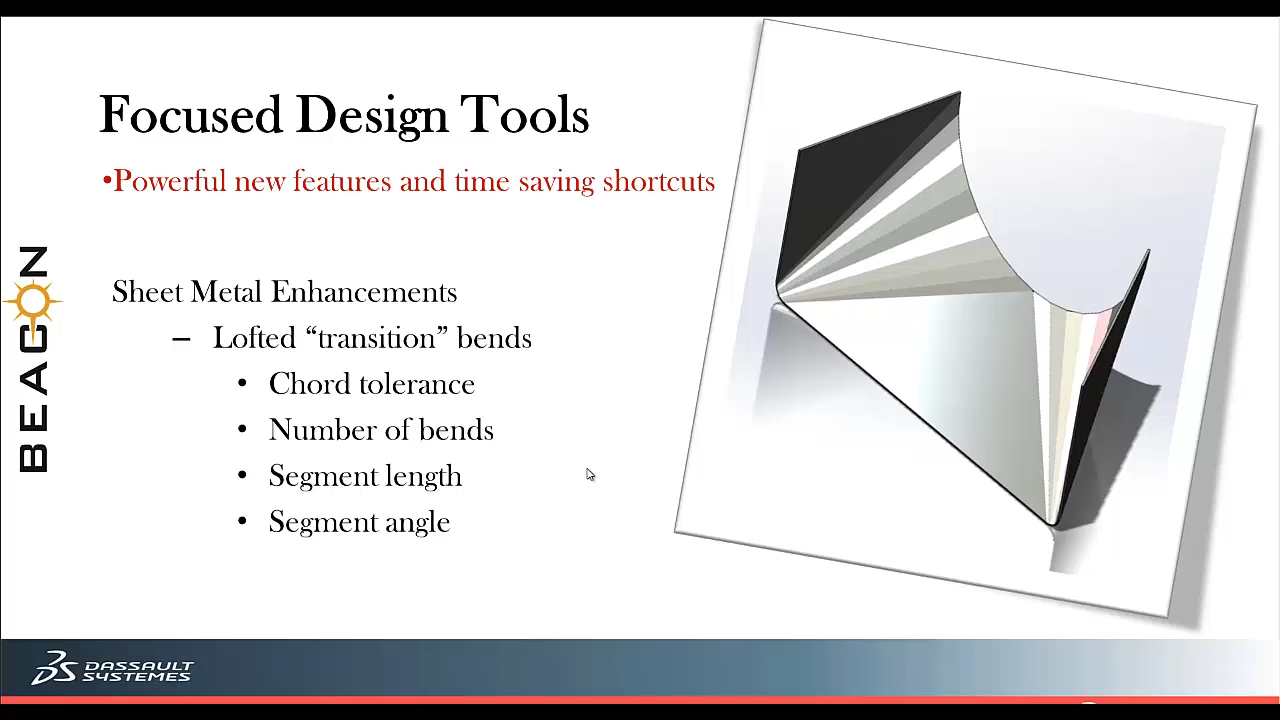 Focused Design Tools
•Powerful new features and time saving shortcuts
BEACON
Sheet Metal Enhancements
– Lofted “transition” bends
• Chord tolerance
• Number of bends
• Segment length
• Segment angle
DASSAULT
SYSTEMES